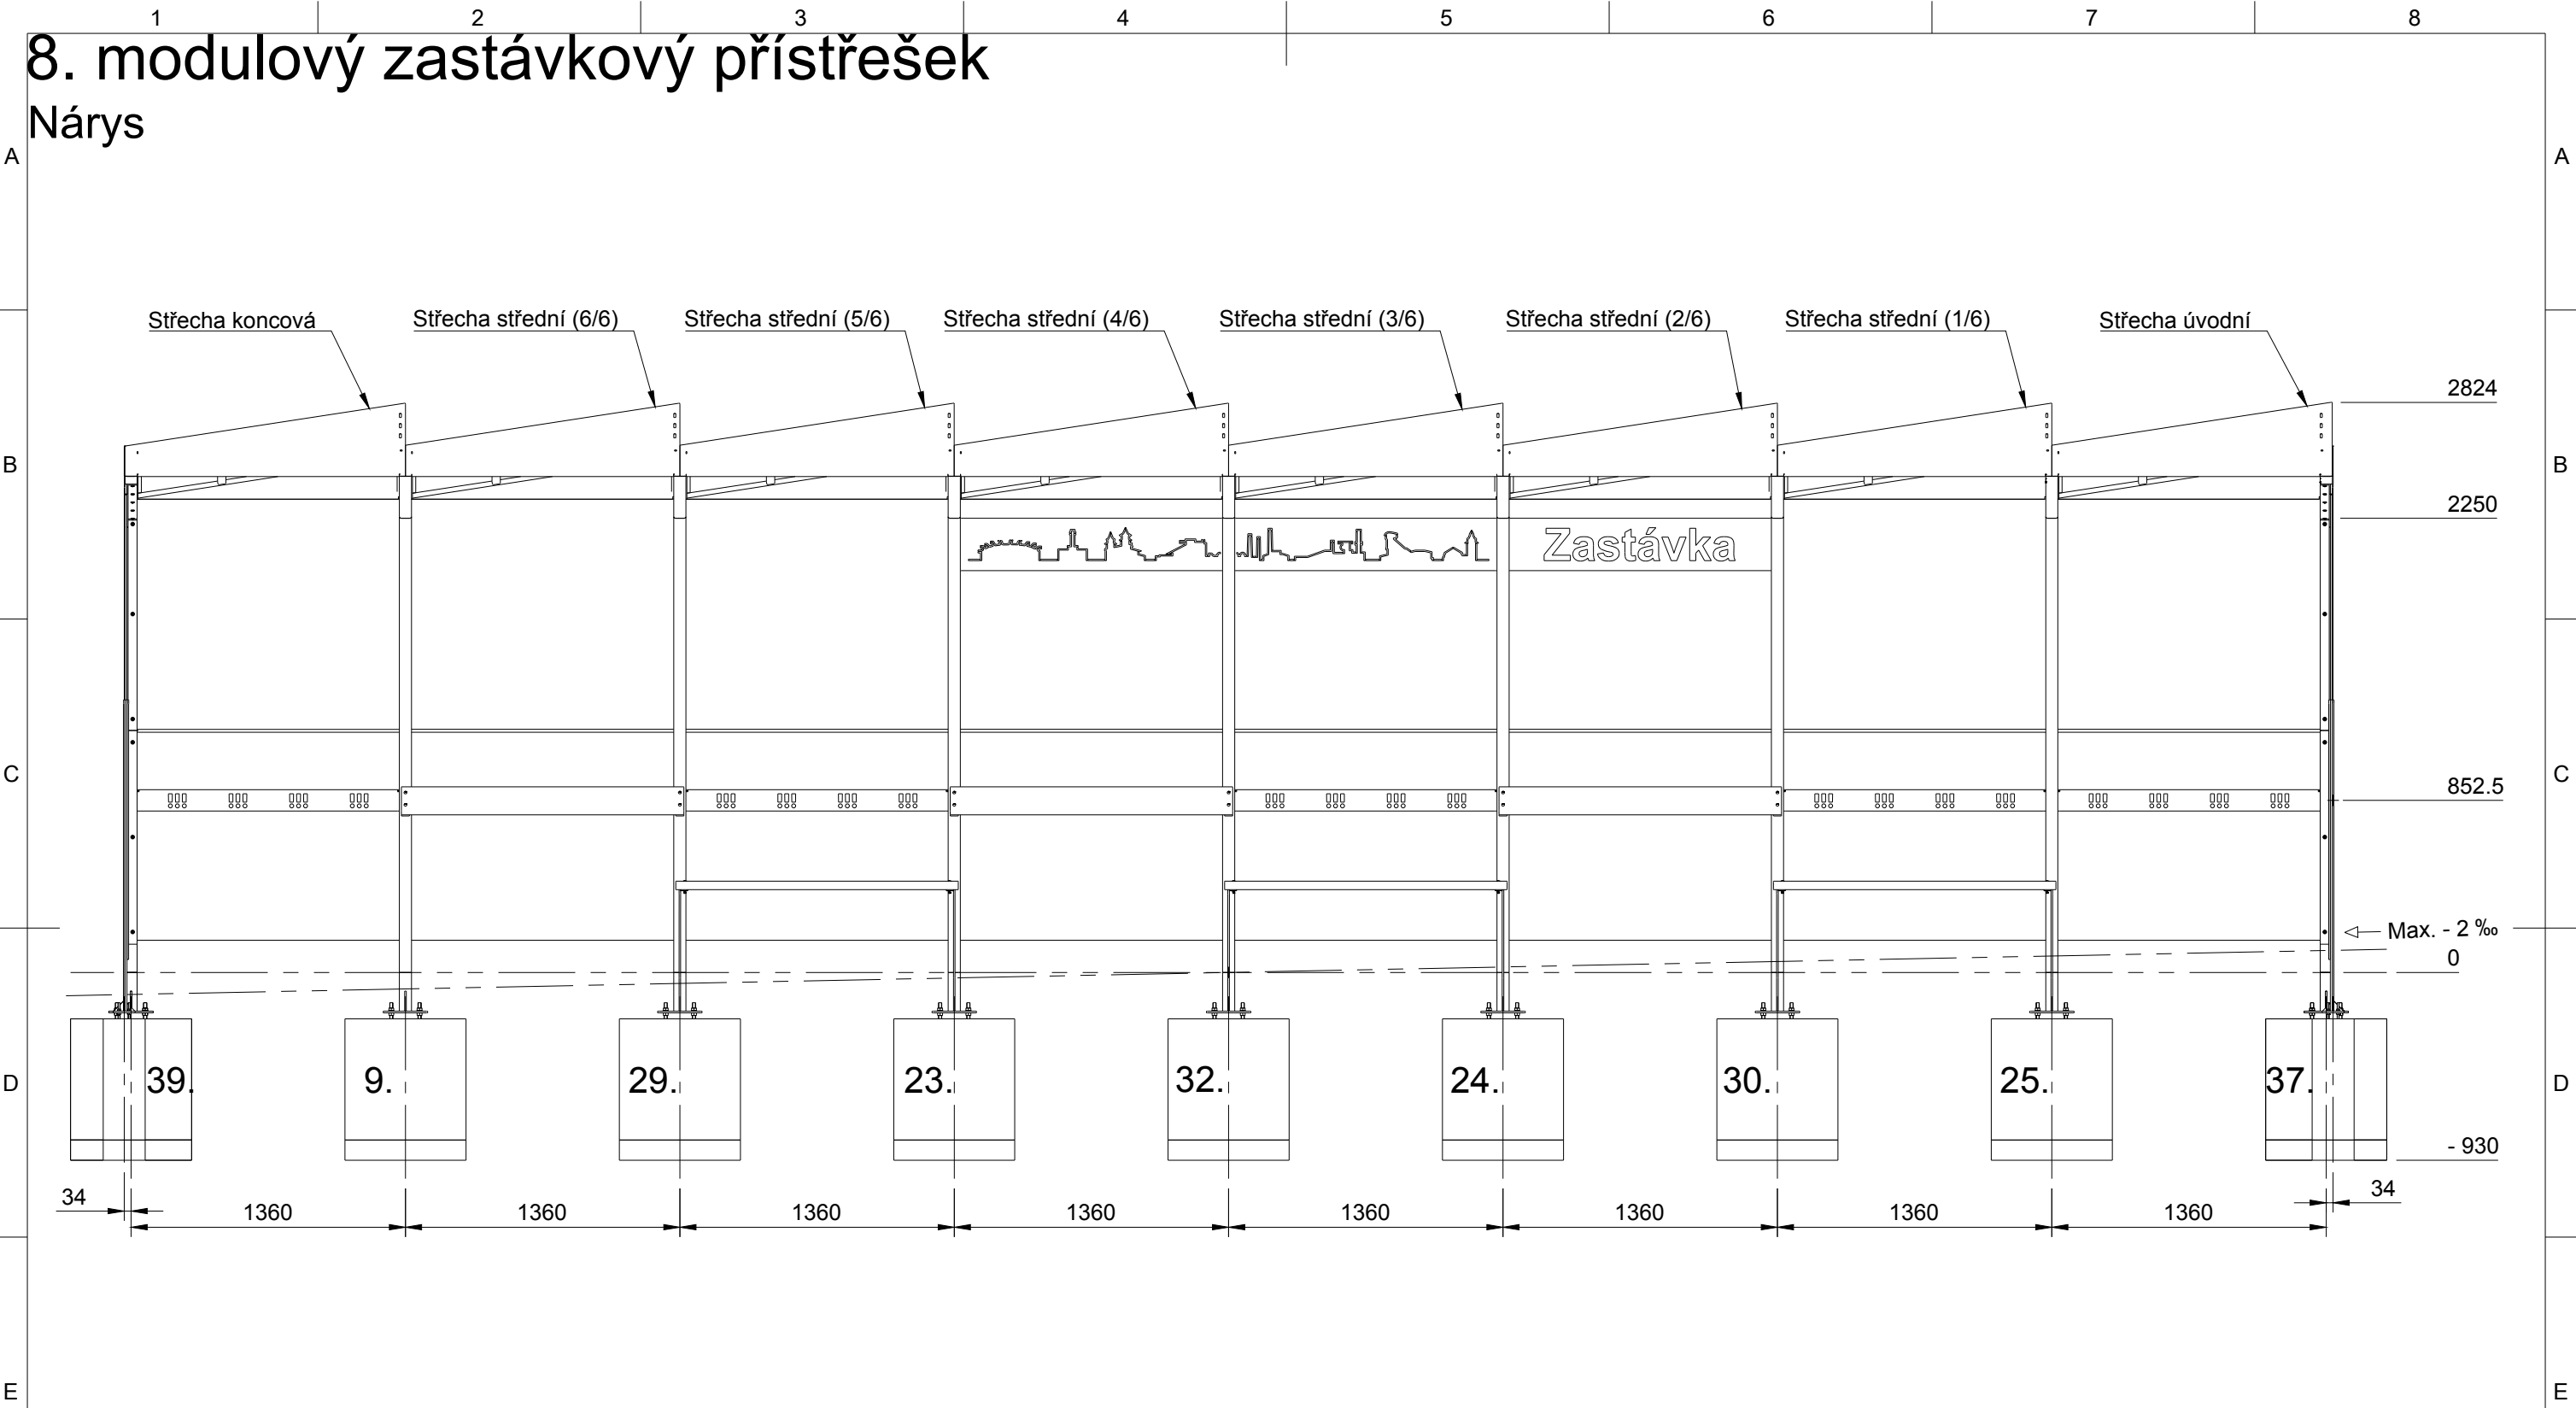 1 2 3 4 5 6 7 8
8. modulový zastávkový přístřešek
Nárys
A A
Střecha koncová Střecha střední (6/6) Střecha střední (5/6) Střecha střední (4/6) Střecha střední (3/6) Střecha střední (2/6) Střecha střední (1/6) Střecha úvodní
2824
B B
2250
Zastávka
C C
852.5
Max. - 2 ‰
0
39. 9. 29. 23. 32. 24. 30. 25. 37.
D D
- 930
34 34
1360 1360 1360 1360 1360 1360 1360 1360
E E